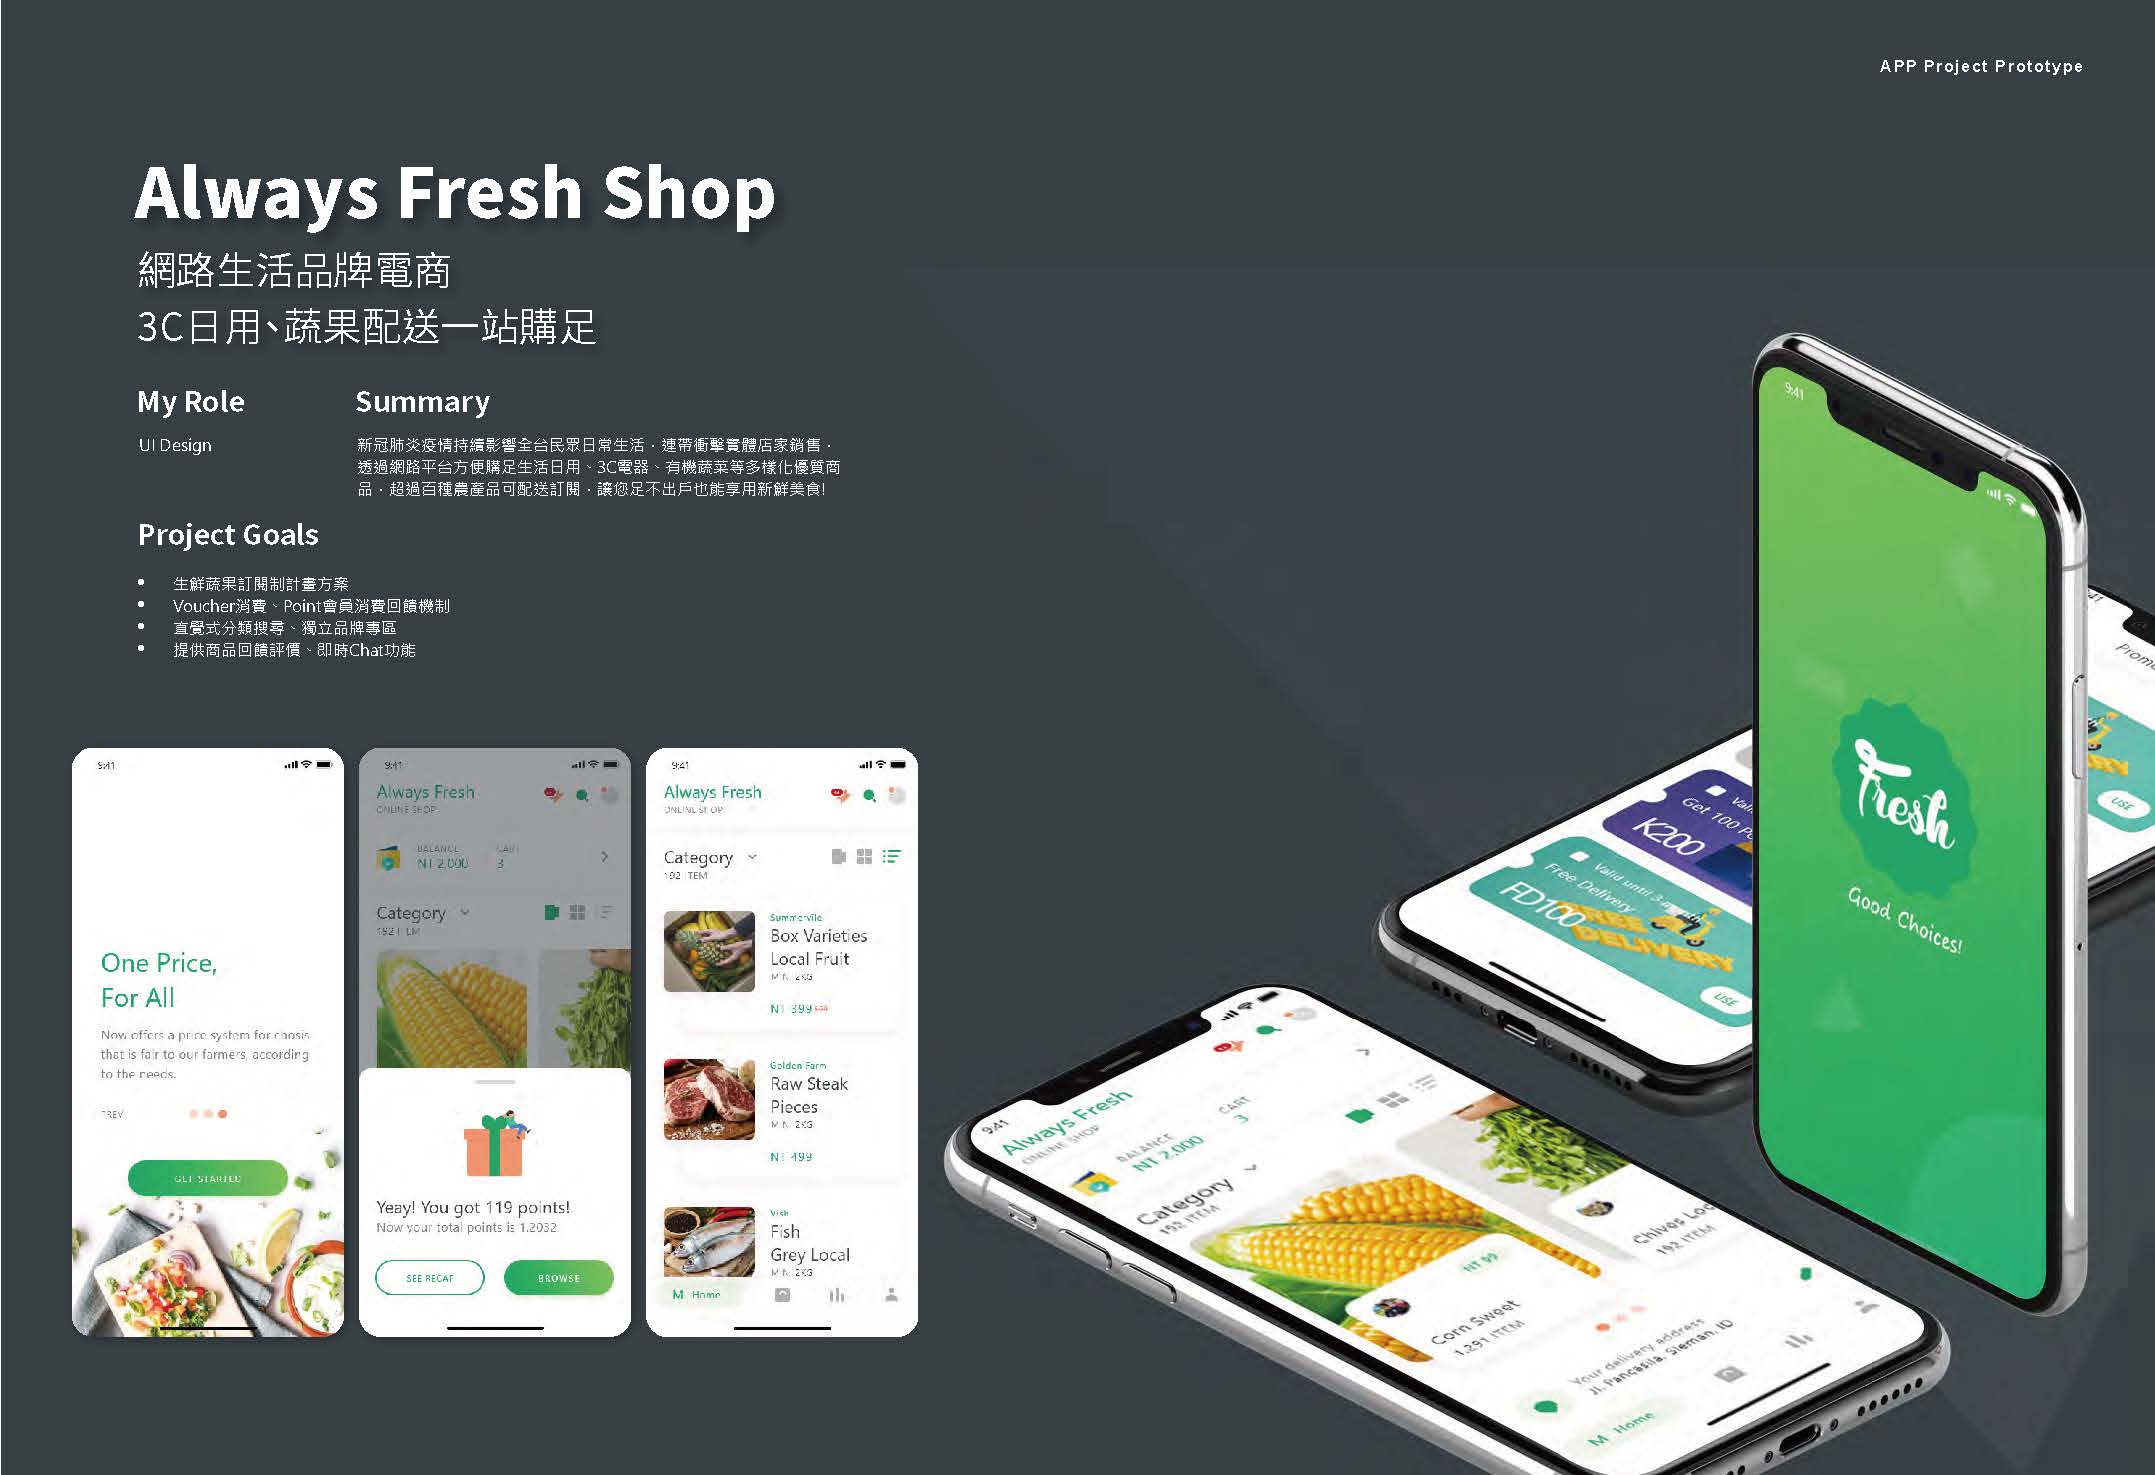 APP Project Prototype
Always Fresh Shop
網路生活品牌電商
3C日用、蔬果配送一站購足
My Role
UI Design
Summary
新冠肺炎疫情持續影響全台民眾日常生活，連帶衝擊實體店家銷售，
透過網路平台方便購足生活日用、3C電器、有機蔬菜等多樣化優質商
品，超過百種農產品可配送訂閱，讓您足不出戶也能享用新鮮美食!
Project Goals
• 生鮮蔬果訂閱制計畫方案
• Voucher消費、Point會員消費回饋機制
• 直覺式分類搜尋、獨立品牌專區
• 提供商品回饋評價、即時Chat功能
9:41
One Price,
For All
Now offers a price system for chosis
that is fair to our farmers, according
to the needs.
PREV
GET STARTED
9:41
Always Fresh
ONLINE SHOP
BALANCE
NT 2,000
CART
3
Category
192 ITEM
Yeay! You got 119 points!
Now your total points is 1.2032
SEE RECAP
BROWSE
9:41
Always Fresh
ONLINE SHOP
Category
192 ITEM
Summervile
Box Varieties
Local Fruit
MIN. 2KG
NT 399
Golden Farm
Raw Steak
Pieces
MIN. 2KG
NT 499
Vish
Fish
Grey Local
MIN. 2KG
M Home
9:41
Always Fresh
ONLINE SHOP
BALANCE
NT 2,000
CART
3
Category
192 ITEM
NT 99
Corn Sweet
1.291 ITEM
Chives Loc
192 ITEM
Your delivery address
Jl. Pancasila, Sleman, ID
M Home
Get 100 P
K200
Valid until 3
Free Delivery
FD100
FREE
DELIVERY
USE
9:41
Fresh
Good Choices!
Promo
USE